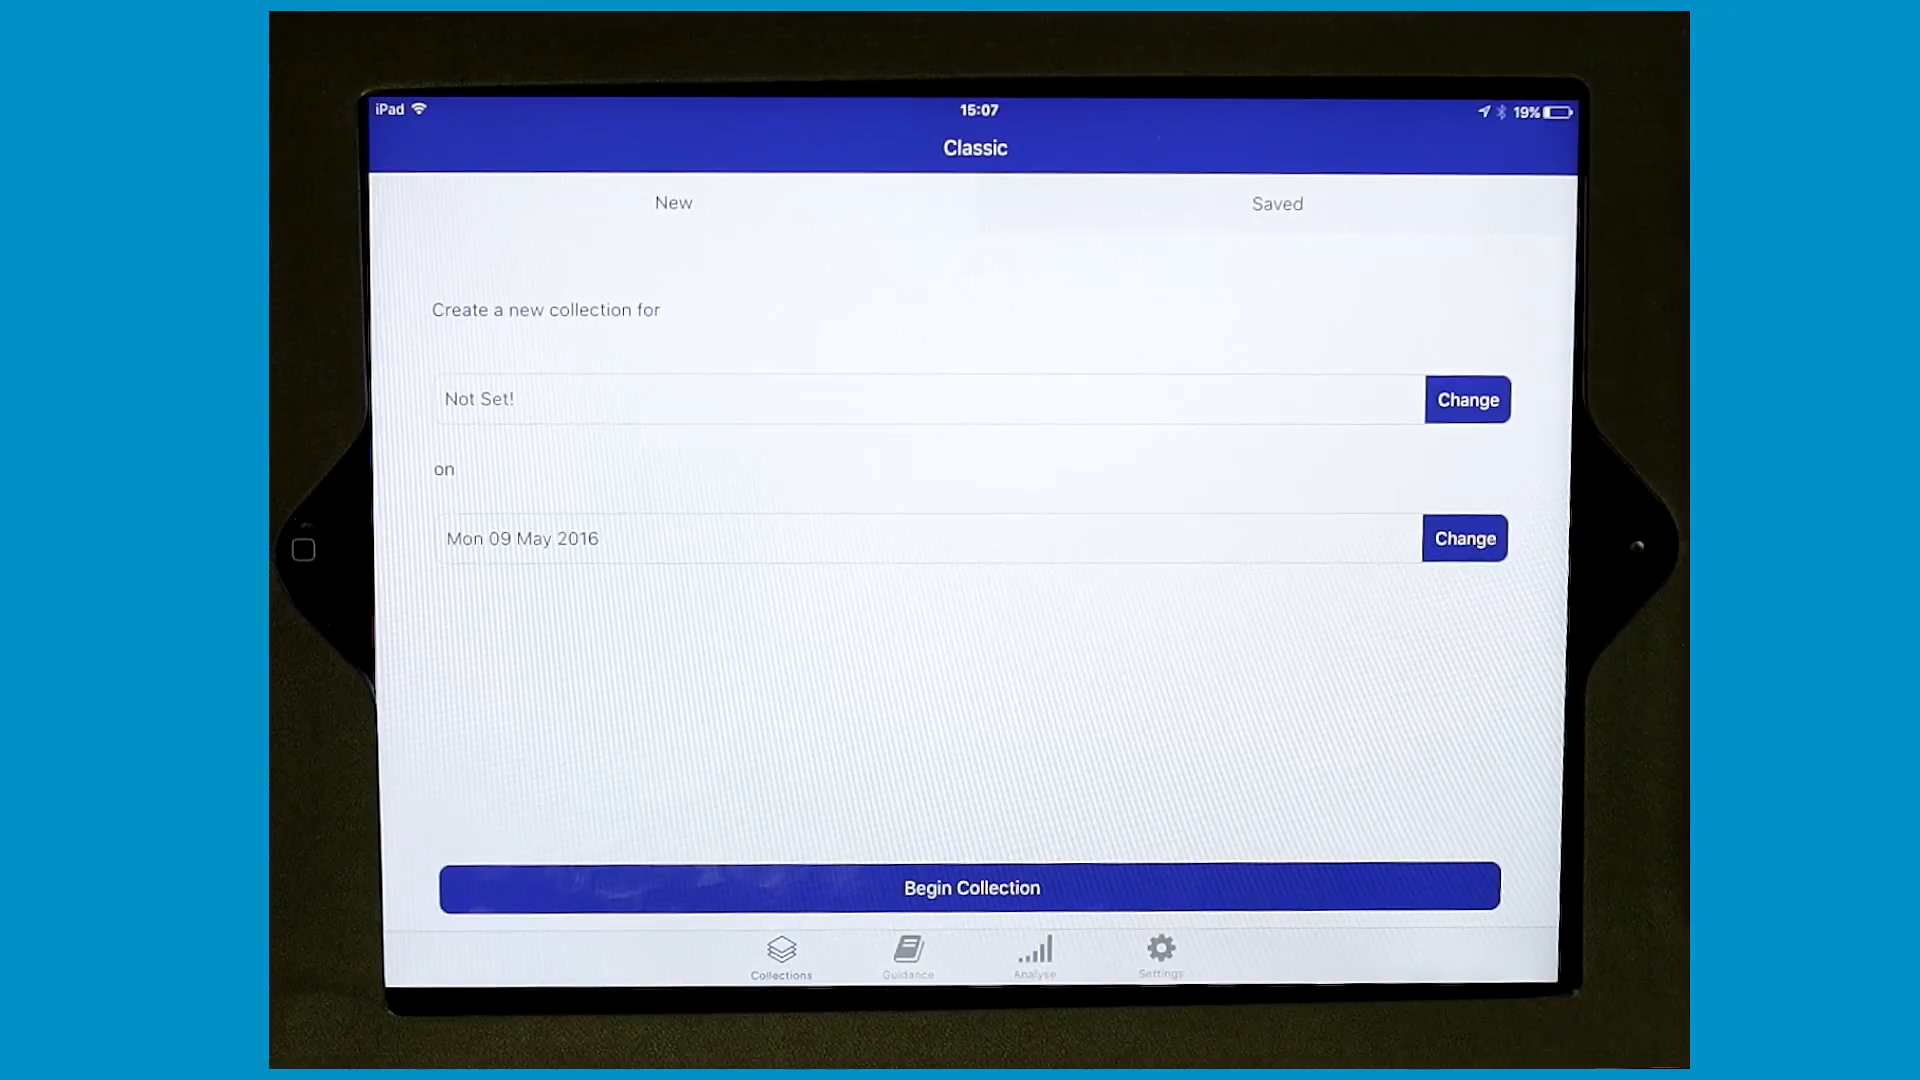 iPad 15:07 19%
Classic
New Saved
Create a new collection for
Not Set! Change
on
Mon 09 May 2016 Change
Begin Collection
Collections Guidance Analyse Settings